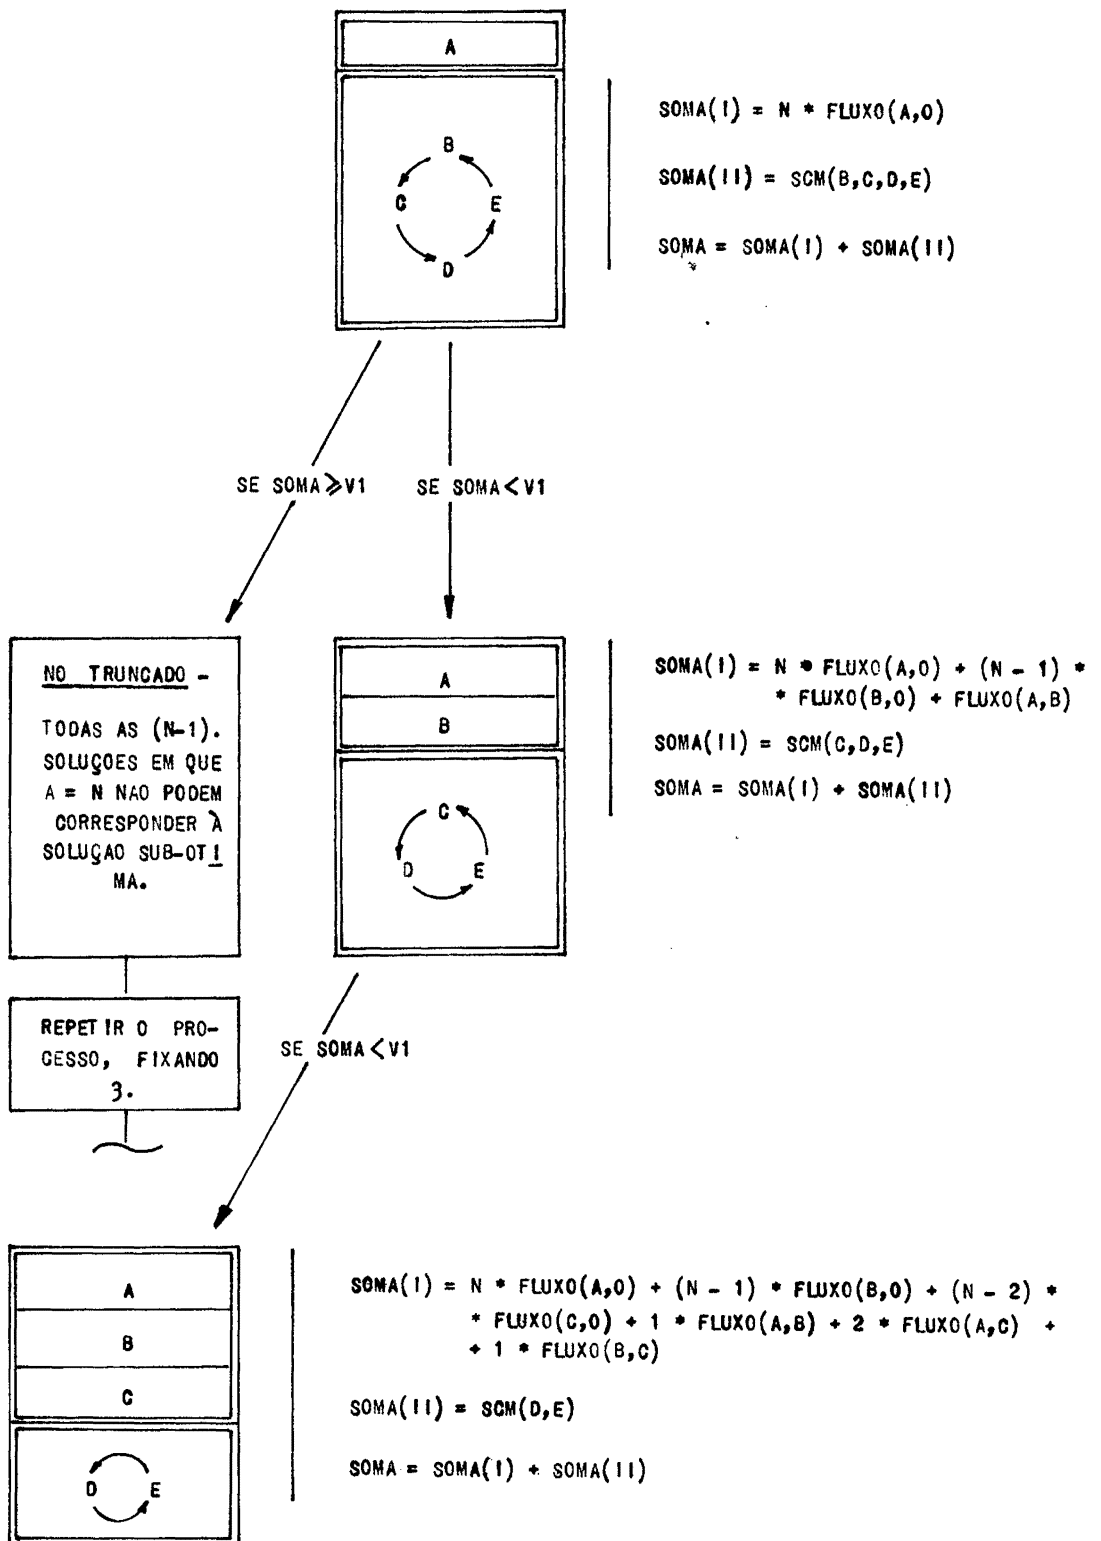 A
B
C
E
D
SOMA(I) = N * FLUXO(A,0)
SOMA(II) = SCM(B,C,D,E)
SOMA = SOMA(I) + SOMA(II)
SE SOMA ⩾ V1
SE SOMA < V1
NO TRUNCADO -
TODAS AS (N-1).
SOLUÇOES EM QUE
A = N NAO PODEM
CORRESPONDER À
SOLUÇAO SUB-OTI
MA.
REPETIR O PRO-
CESSO, FIXANDO
3.
A
B
C
D
E
SOMA(I) = N * FLUXO(A,0) + (N - 1) *
* FLUXO(B,0) + FLUXO(A,B)
SOMA(II) = SCM(C,D,E)
SOMA = SOMA(I) + SOMA(II)
SE SOMA < V1
A
B
C
D
E
SOMA(I) = N * FLUXO(A,0) + (N - 1) * FLUXO(B,0) + (N - 2) *
* FLUXO(C,0) + 1 * FLUXO(A,B) + 2 * FLUXO(A,C) +
+ 1 * FLUXO(B,C)
SOMA(II) = SCM(D,E)
SOMA = SOMA(I) + SOMA(II)